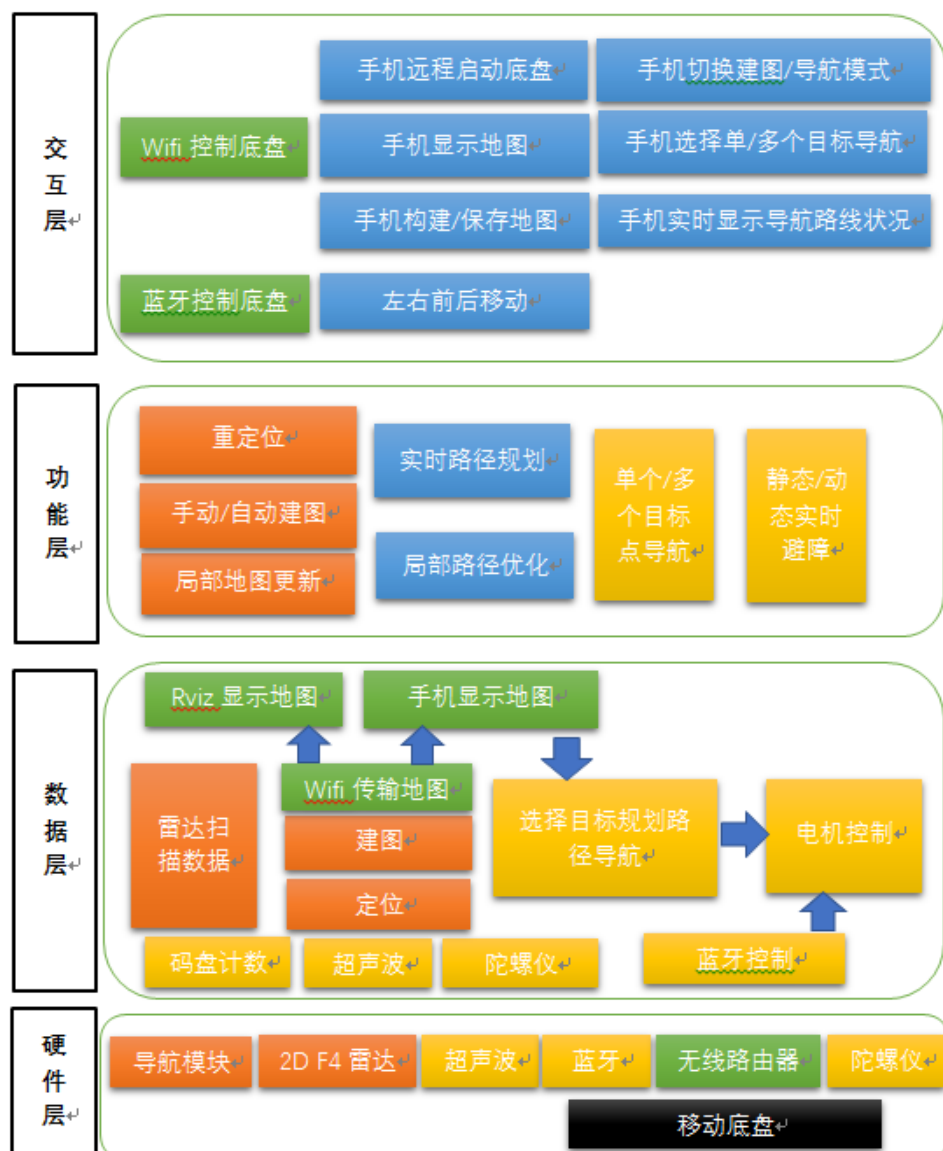 交
互
层
手机远程启动底盘
手机切换建图/导航模式
Wifi 控制底盘
手机显示地图
手机选择单/多个目标导航
手机构建/保存地图
手机实时显示导航路线状况
蓝牙控制底盘
左右前后移动
功
能
层
重定位
手动/自动建图
局部地图更新
实时路径规划
局部路径优化
单个/多
个目标
点导航
静态/动
态实时
避障
数
据
层
Rviz 显示地图
手机显示地图
雷达扫
描数据
Wifi 传输地图
建图
定位
选择目标规划路
径导航
电机控制
码盘计数
超声波
陀螺仪
蓝牙控制
硬
件
层
导航模块
2D F4 雷达
超声波
蓝牙
无线路由器
陀螺仪
移动底盘